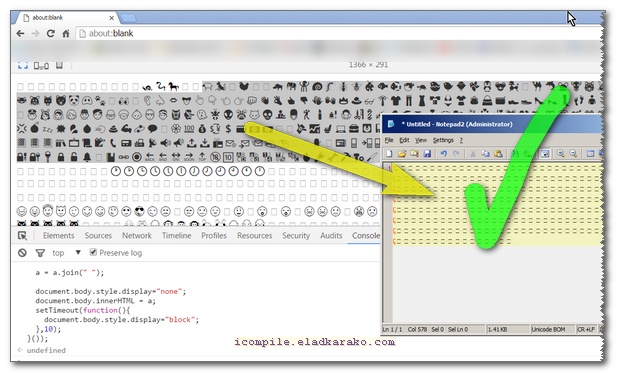 about:blank
about:blank
1366 × 291
* Untitled - Notepad2 (Administrator)
File Edit View Settings ?
Elements Sources Network Timeline Profiles Resources Security Audits Console
top Preserve log
a = a.join(" ");
document.body.style.display="none";
document.body.innerHTML = a;
setTimeout(function(){
document.body.style.display="block";
},10);
}());
undefined
Ln 1 / 1 Col 578 Sel 0 Sel Ln 0 1.41 KB Unicode BOM CR+LF
icompile.eladkarako.com